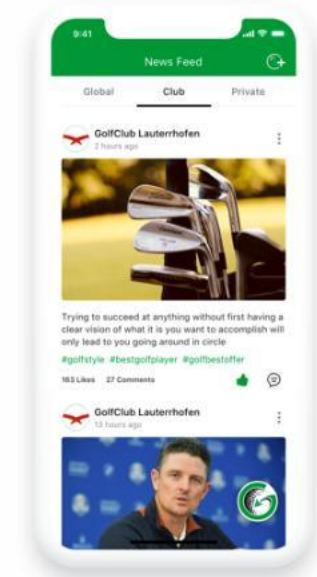 9:41
News Feed
Global Club Private
GolfClub Lauterrhofen
2 hours ago
Trying to succeed at anything without first having a
clear vision of what it is you want to accomplish will
only lead to you going around in circle
#golfstyle #bestgolfplayer #golfbestoffer
163 Likes 27 Comments
GolfClub Lauterrhofen
13 hours ago